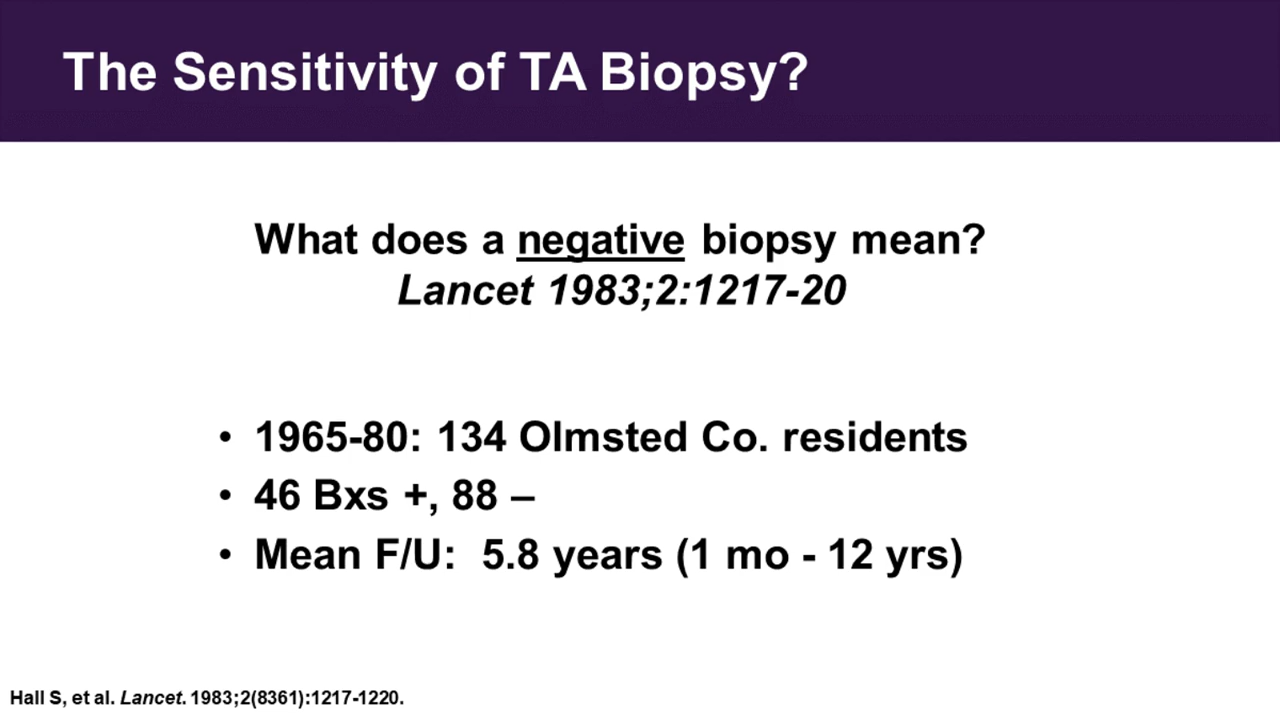 The Sensitivity of TA Biopsy?
What does a negative biopsy mean?
Lancet 1983;2:1217-20
• 1965-80: 134 Olmsted Co. residents
• 46 Bxs +, 88 –
• Mean F/U:  5.8 years (1 mo - 12 yrs)
Hall S, et al. Lancet. 1983;2(8361):1217-1220.